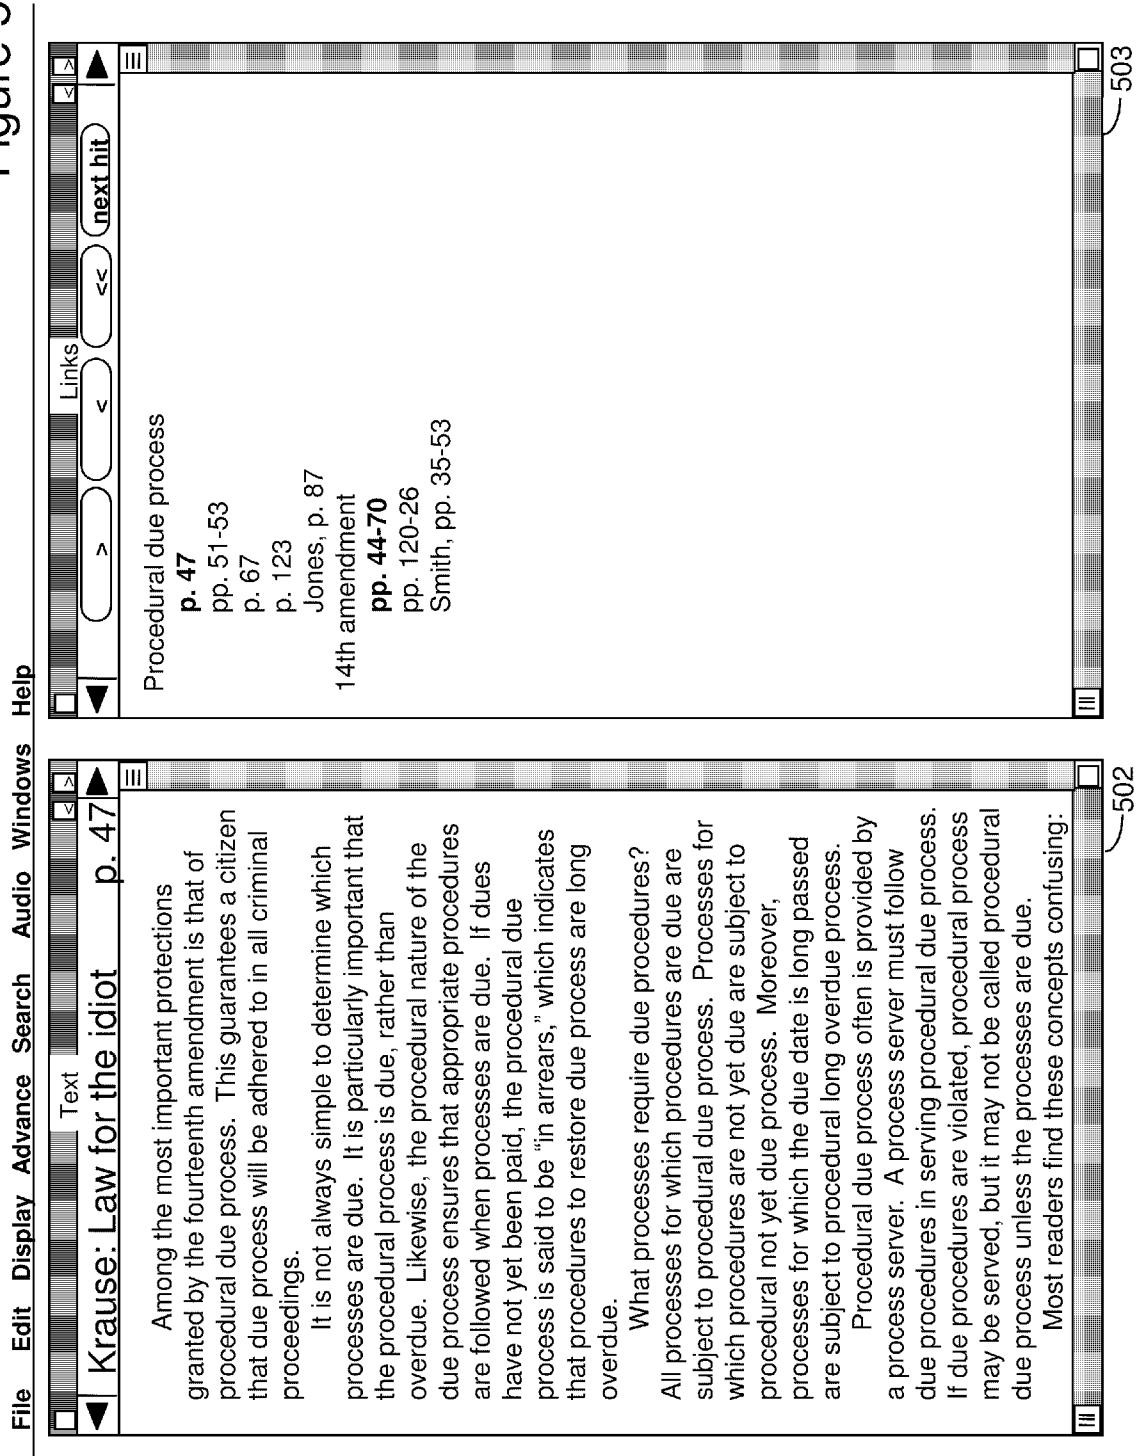 Figure 5
File Edit Display Advance Search Audio Windows Help
Text
< >
Krause: Law for the idiot p. 47
Among the most important protections
granted by the fourteenth amendment is that of
procedural due process. This guarantees a citizen
that due process will be adhered to in all criminal
proceedings.
It is not always simple to determine which
processes are due. It is particularly important that
the procedural process is due, rather than
overdue. Likewise, the procedural nature of the
due process ensures that appropriate procedures
are followed when processes are due. If dues
have not yet been paid, the procedural due
process is said to be “in arrears,” which indicates
that procedures to restore due process are long
overdue.
What processes require due procedures?
All processes for which procedures are due are
subject to procedural due process. Processes for
which procedures are not yet due are subject to
procedural not yet due process. Moreover,
processes for which the due date is long passed
are subject to procedural long overdue process.
Procedural due process often is provided by
a process server. A process server must follow
due procedures in serving procedural due process.
If due procedures are violated, procedural process
may be served, but it may not be called procedural
due process unless the processes are due.
Most readers find these concepts confusing:
502
Links
< >
> < << next hit
Procedural due process
p. 47
pp. 51-53
p. 67
p. 123
Jones, p. 87
14th amendment
pp. 44-70
pp. 120-26
Smith, pp. 35-53
503